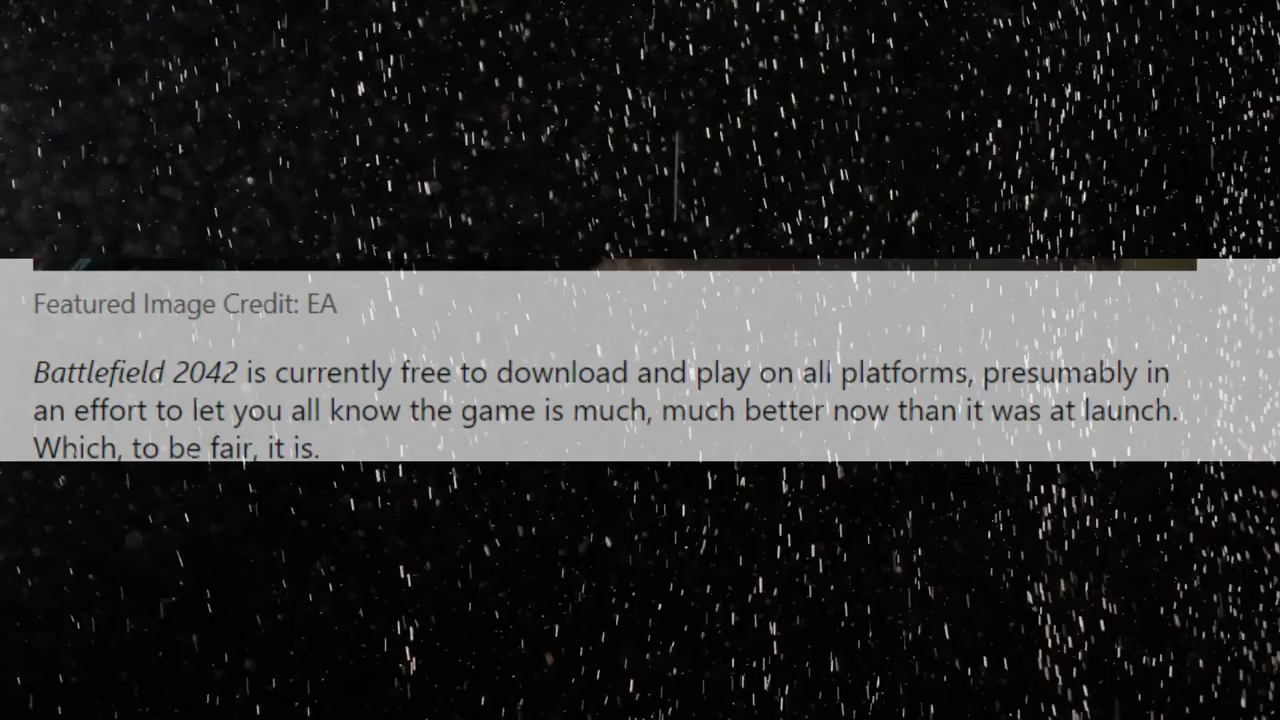 Featured Image Credit: EA
Battlefield 2042 is currently free to download and play on all platforms, presumably in
an effort to let you all know the game is much, much better now than it was at launch.
Which, to be fair, it is.